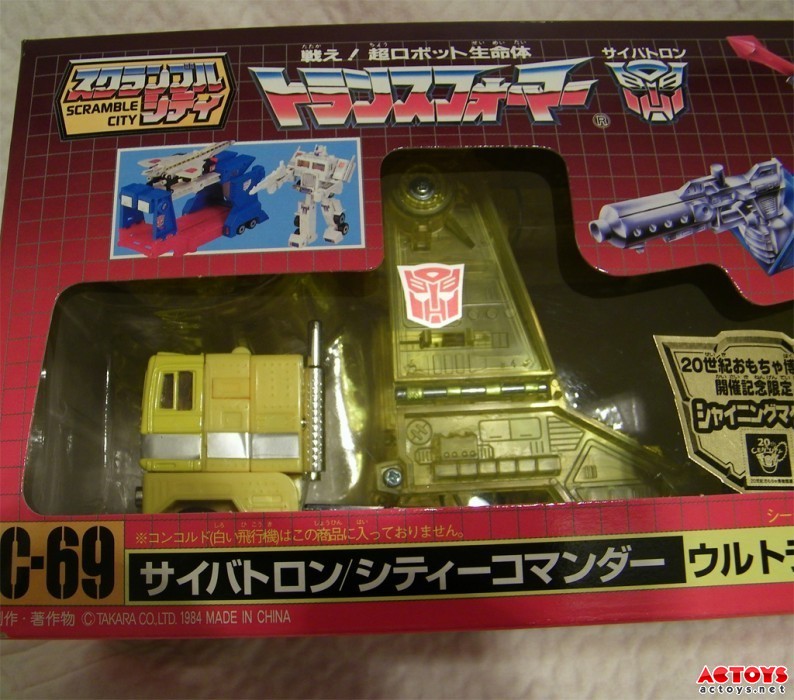 スクランブル
シティ
SCRAMBLE
CITY
戦え！超ロボット生命体
トランスフォーマー
®
サイバトロン
20世紀おもちゃ博
開催記念限定
シャイニングマグ
C-69
※コンコルド(白い飛行機)はこの商品に入っておりません。
サイバトロン/シティーコマンダー
ウルトラ
作・著作物 © TAKARA CO., LTD. 1984 MADE IN CHINA
ACTOYS
actoys.net